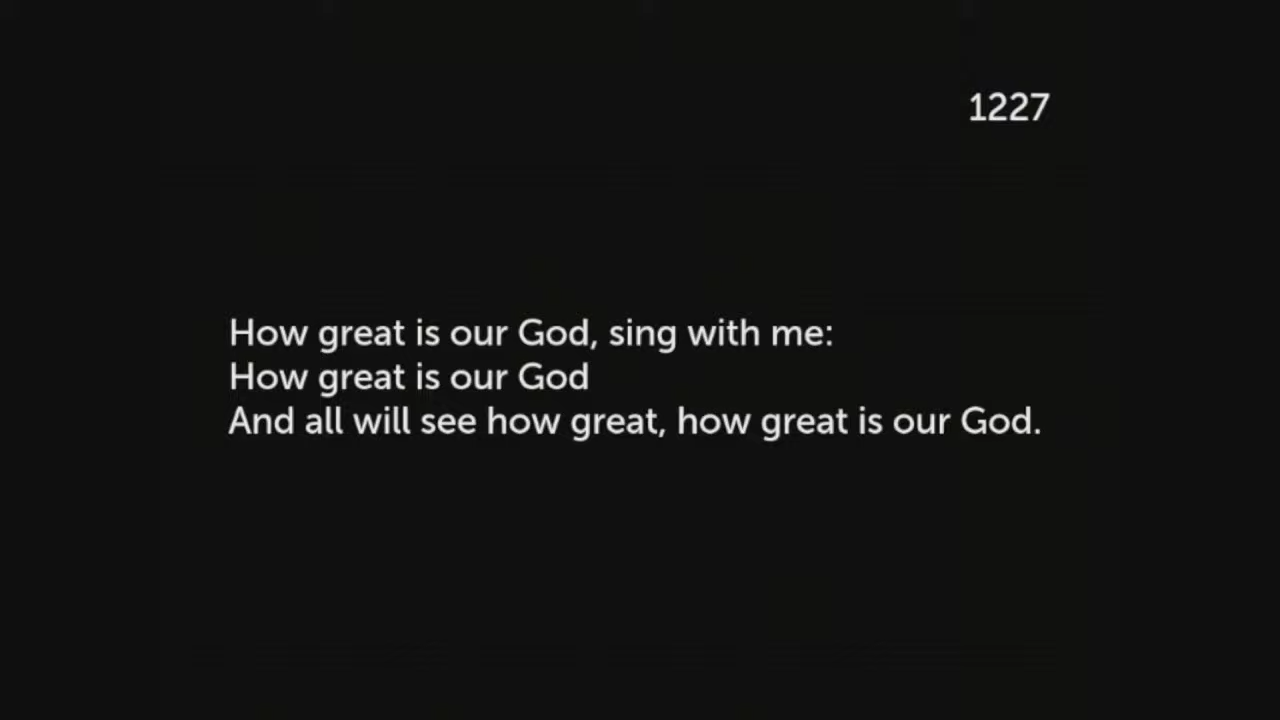 1227
How great is our God, sing with me:
How great is our God
And all will see how great, how great is our God.